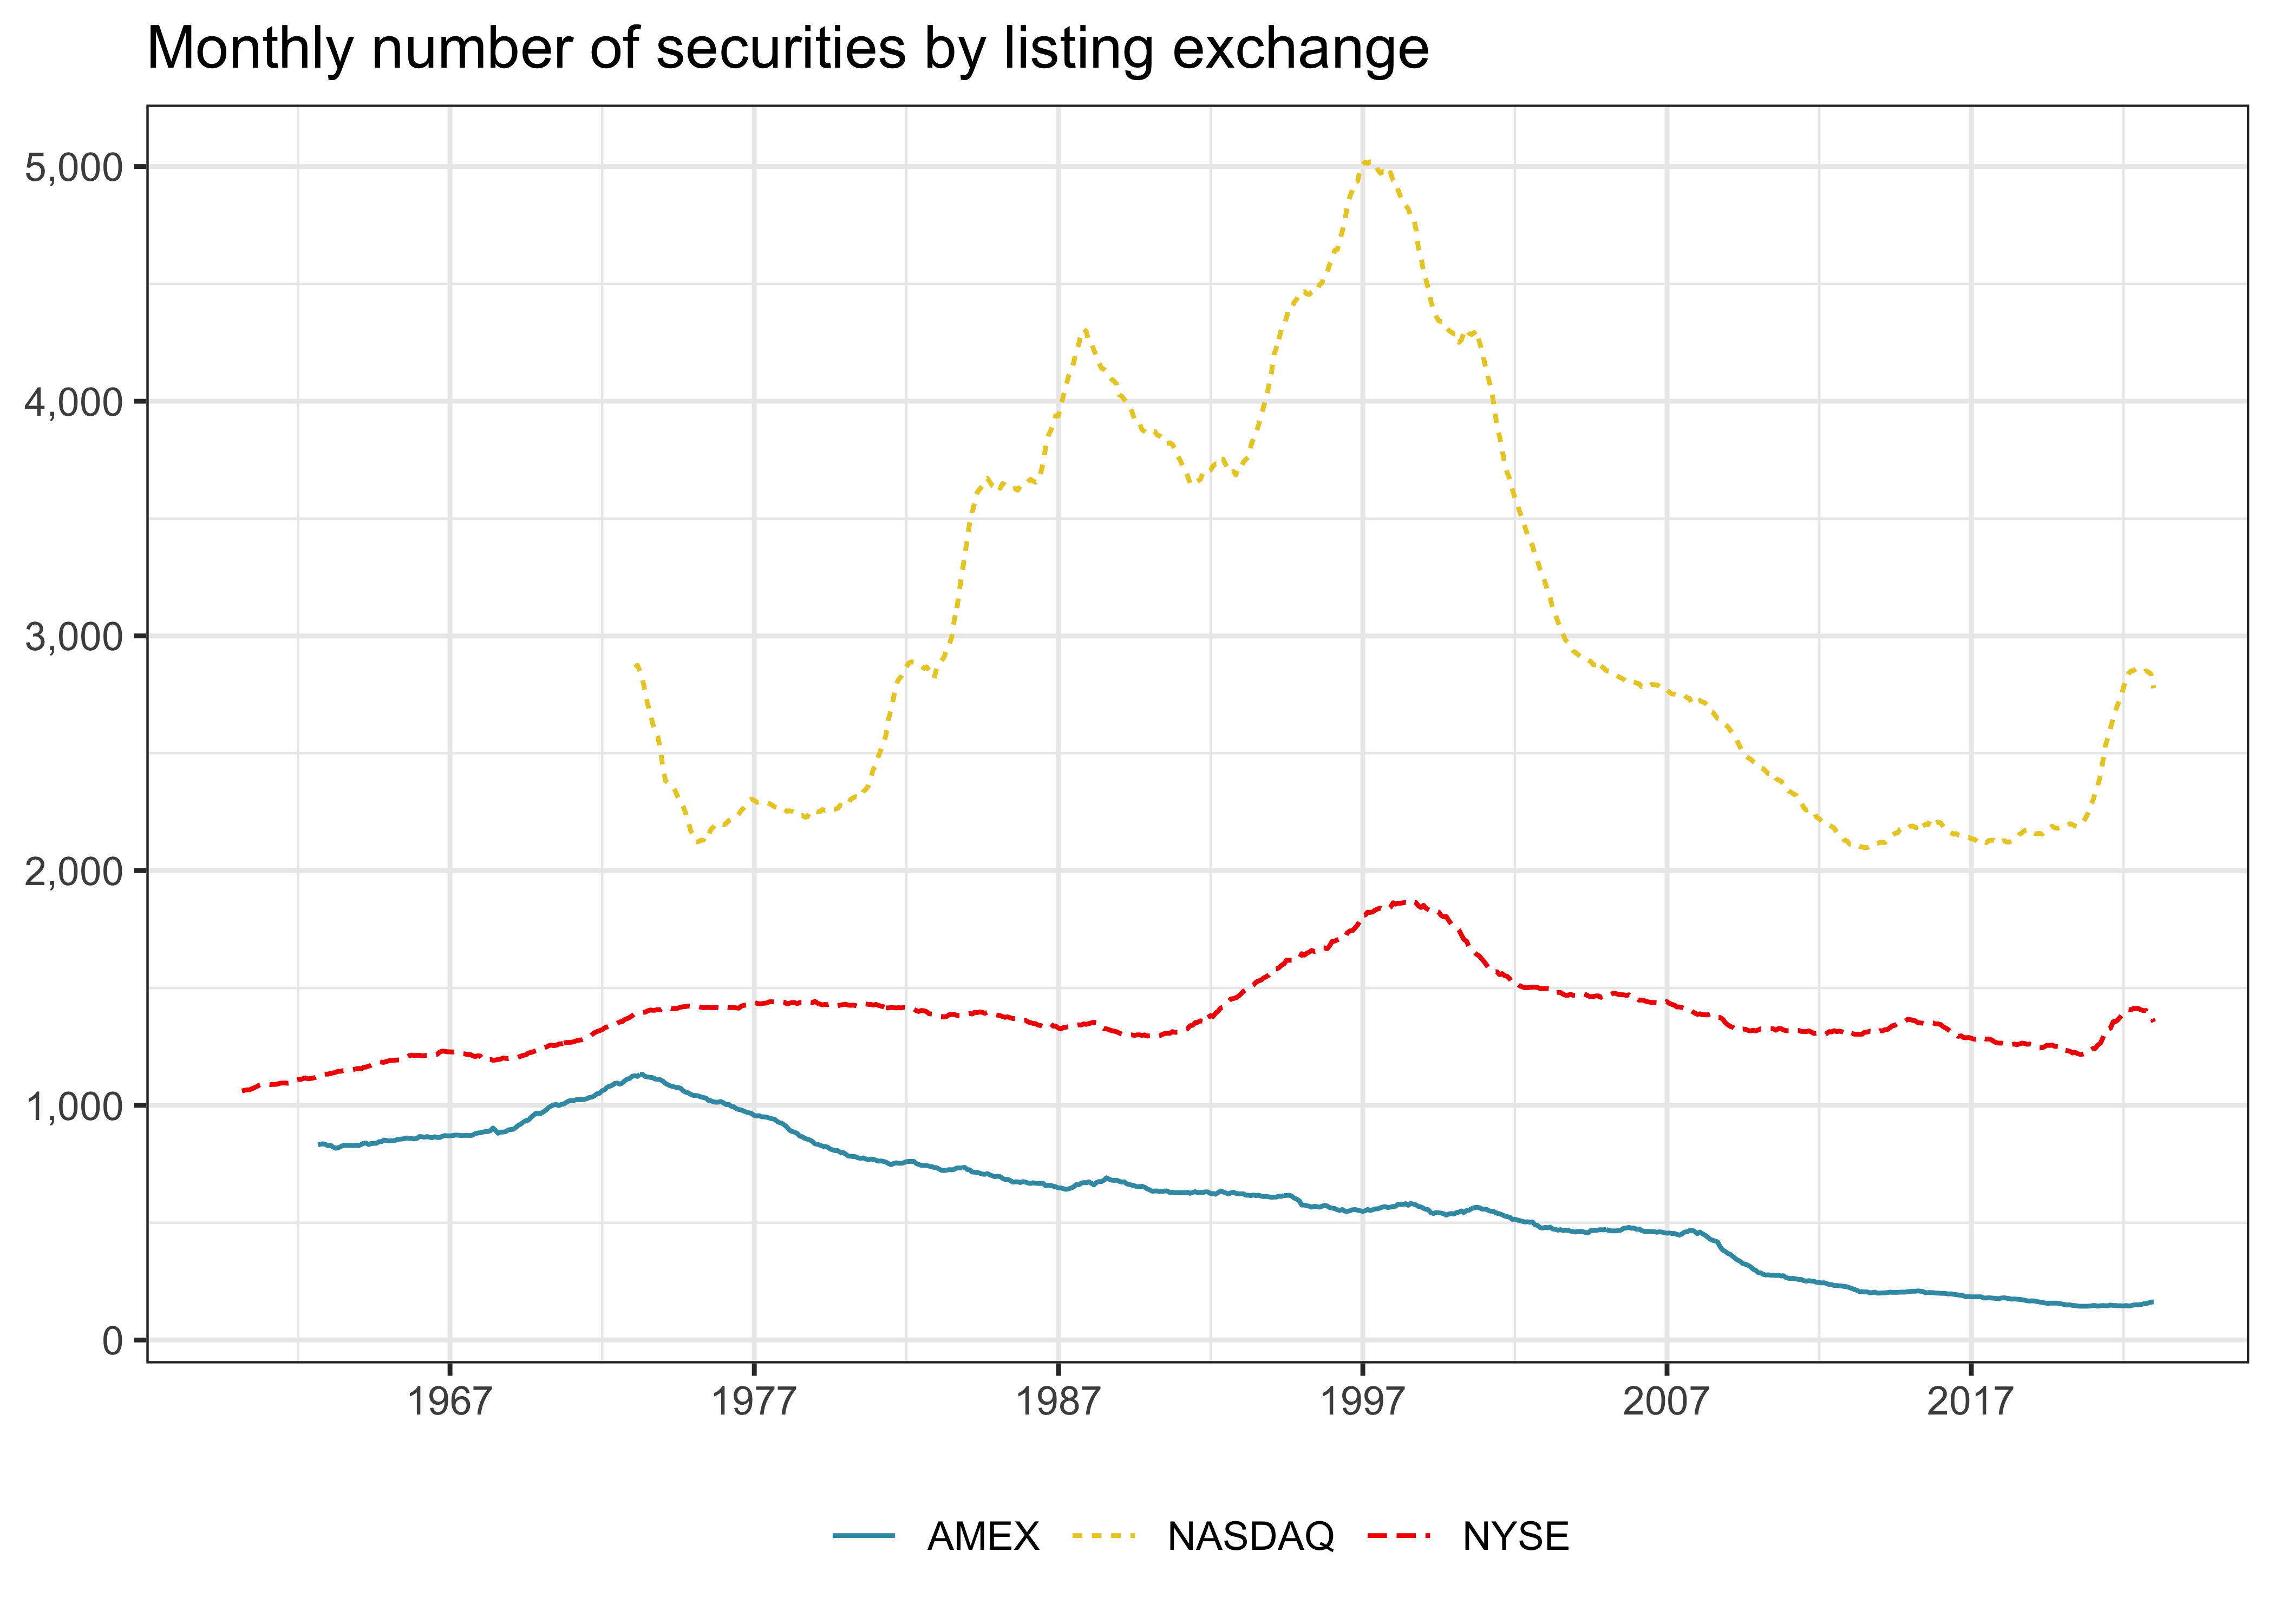 Monthly number of securities by listing exchange
5,000
4,000
3,000
2,000
1,000
0
1967 1977 1987 1997 2007 2017
AMEX NASDAQ NYSE